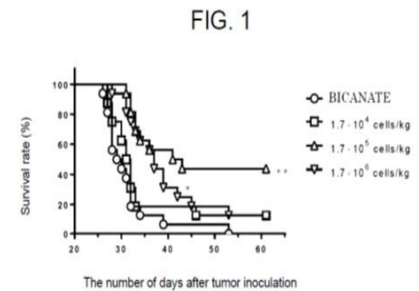 FIG. 1
Survival rate (%)
100
80
60
40
20
0
20
30
40
50
60
BICANATE
1.7 · 10⁴ cells/kg
1.7 · 10⁵ cells/kg
1.7 · 10⁶ cells/kg
* *
*
The number of days after tumor inoculation